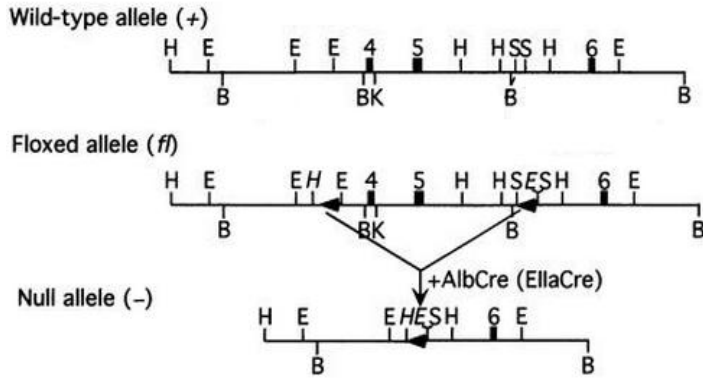 Wild-type allele (+)
H E E E 4 5 H H S S H 6 E
B B K B B
Floxed allele (fl)
H E E H E 4 5 H H S E S H 6 E
B B K B B
+AlbCre (EIIaCre)
Null allele (−)
H E E H E S H 6 E
B B